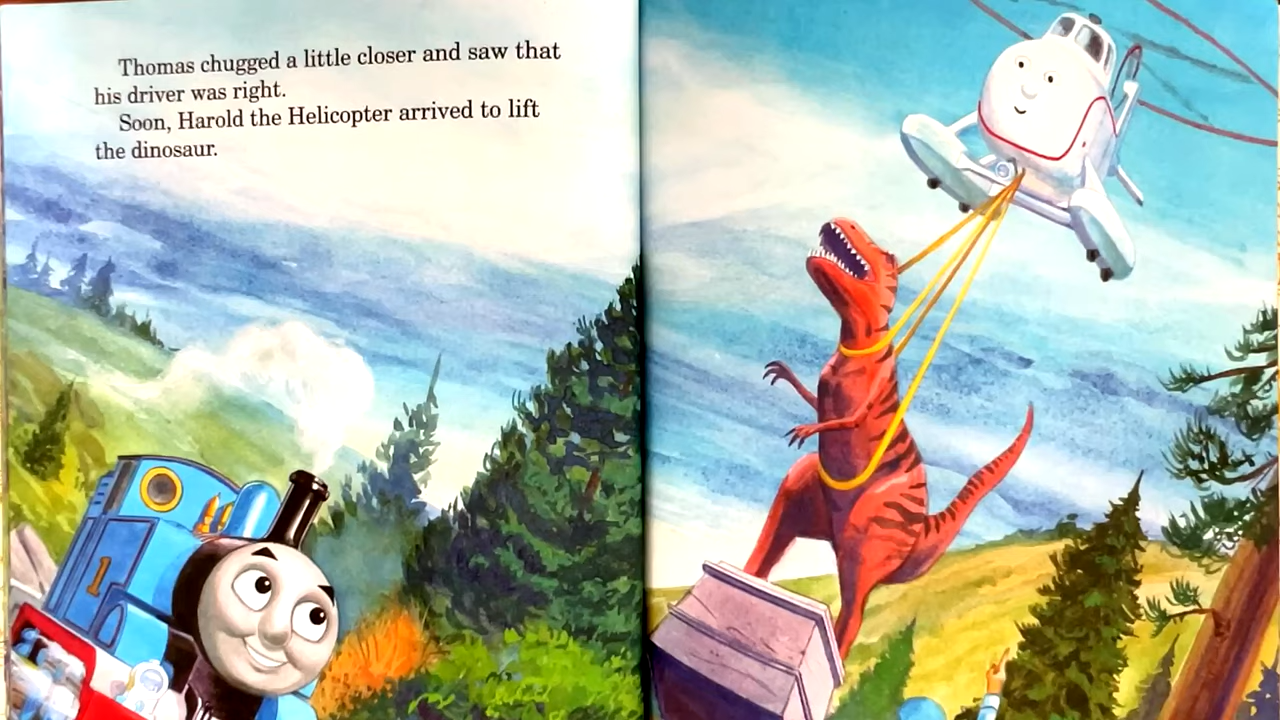 Thomas chugged a little closer and saw that
his driver was right.
Soon, Harold the Helicopter arrived to lift
the dinosaur.
1